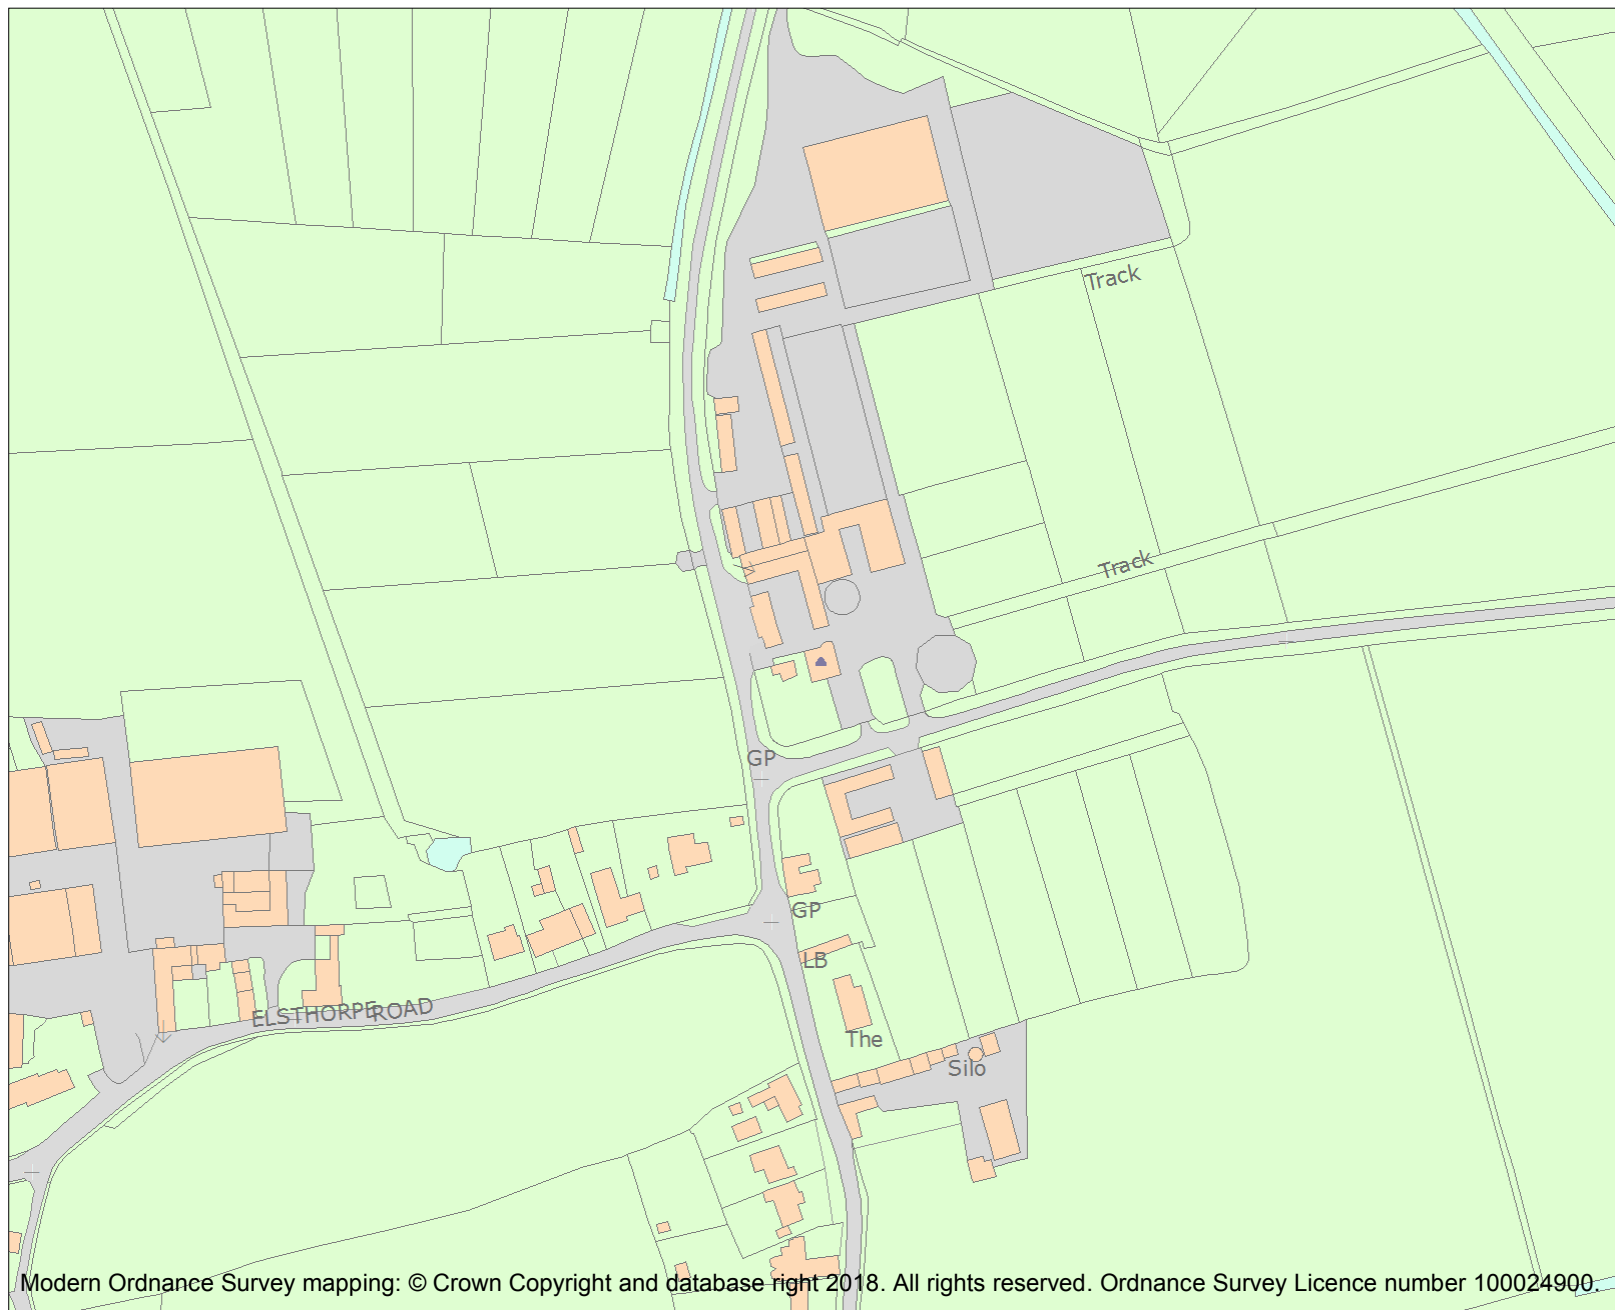 Track
Track
GP
GP
LB
ELSTHORPE ROAD
The
Silo
Modern Ordnance Survey mapping: © Crown Copyright and database right 2018. All rights reserved. Ordnance Survey Licence number 100024900.